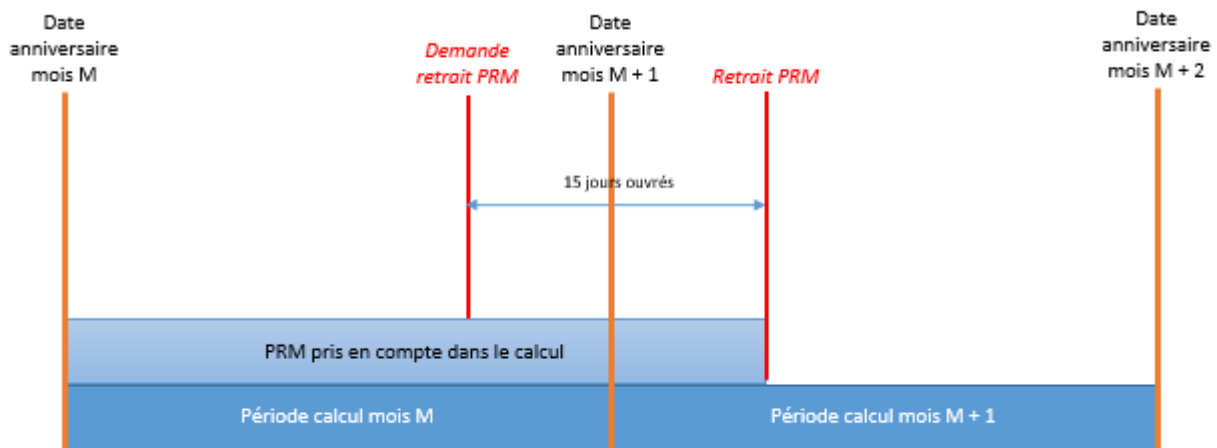 Date
anniversaire
mois M
Demande
retrait PRM
Date
anniversaire
mois M + 1
Retrait PRM
Date
anniversaire
mois M + 2
15 jours ouvrés
PRM pris en compte dans le calcul
Période calcul mois M
Période calcul mois M + 1